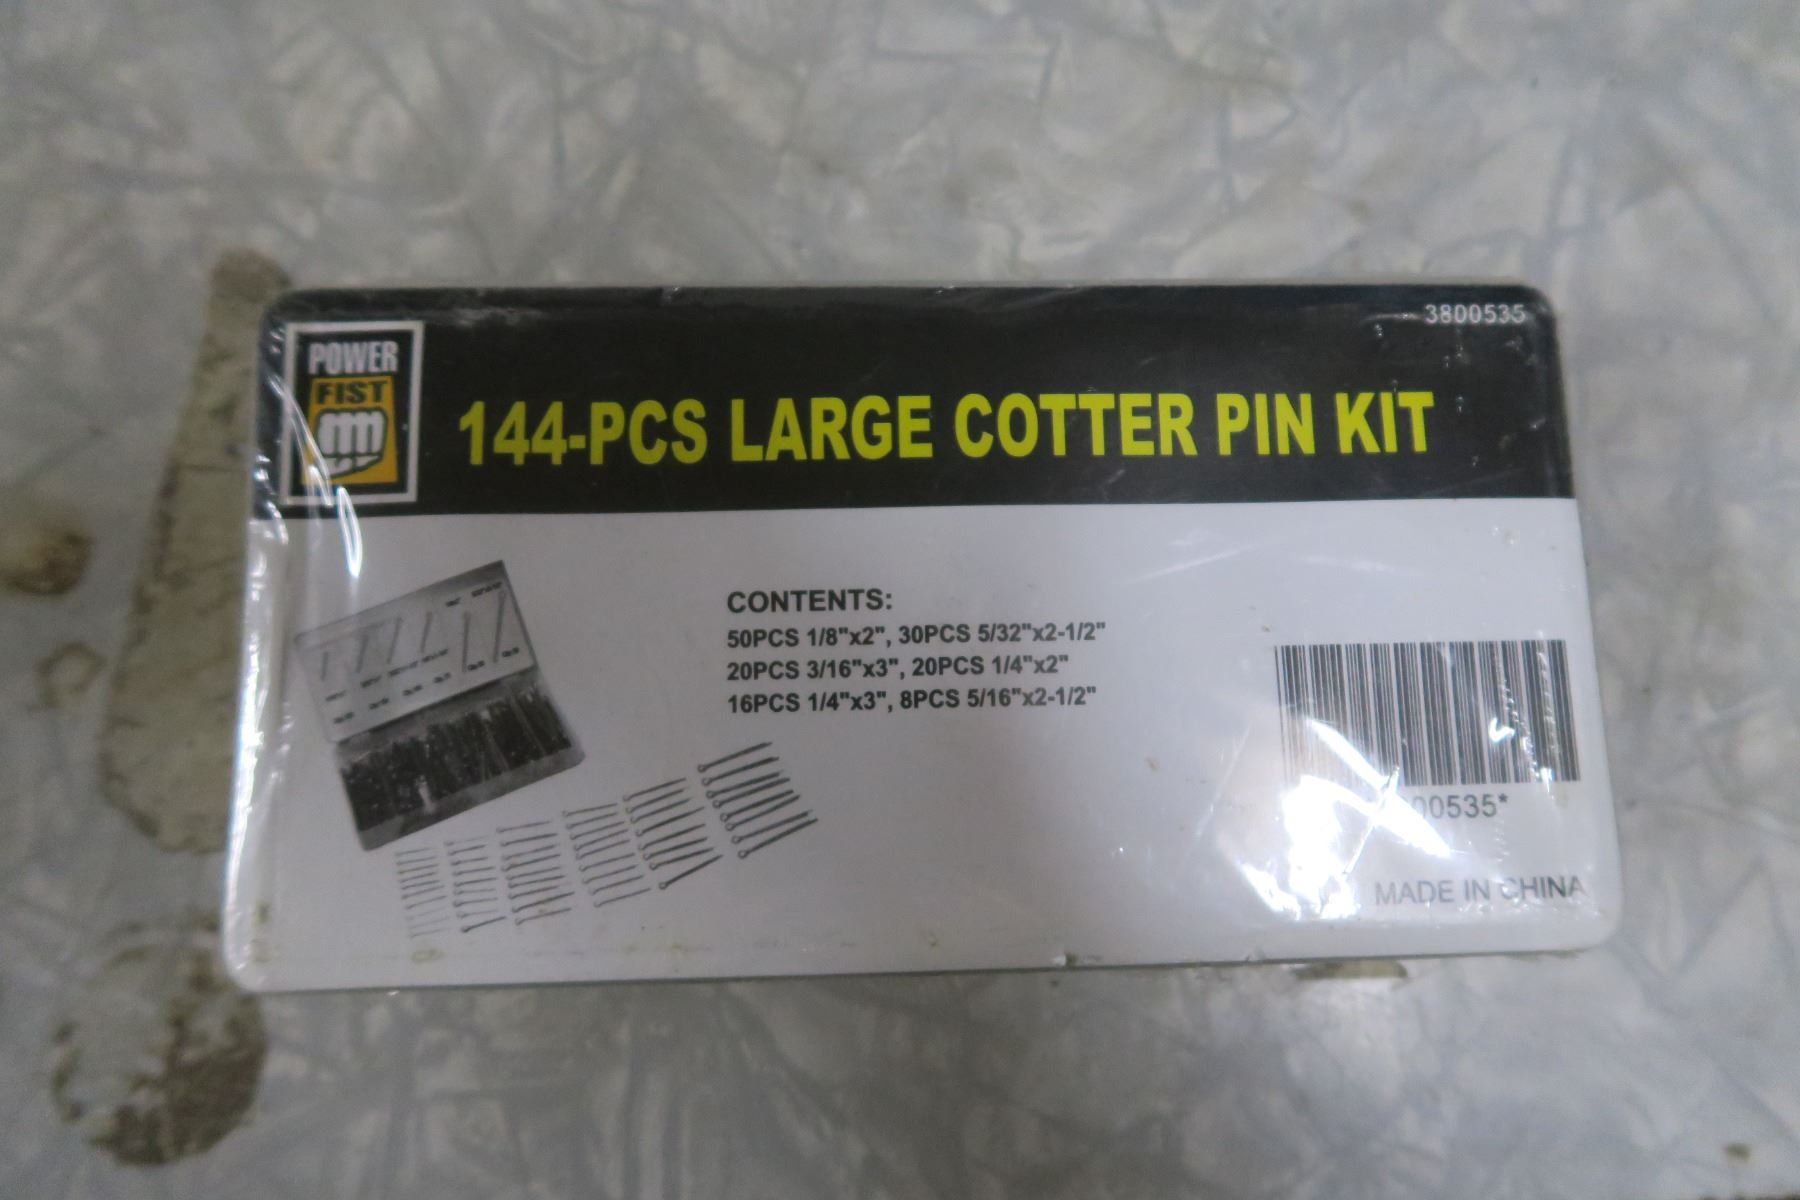 3800535
POWER
FIST
144-PCS LARGE COTTER PIN KIT
CONTENTS:
50PCS 1/8"x2", 30PCS 5/32"x2-1/2"
20PCS 3/16"x3", 20PCS 1/4"x2"
16PCS 1/4"x3", 8PCS 5/16"x2-1/2"
00535*
MADE IN CHINA